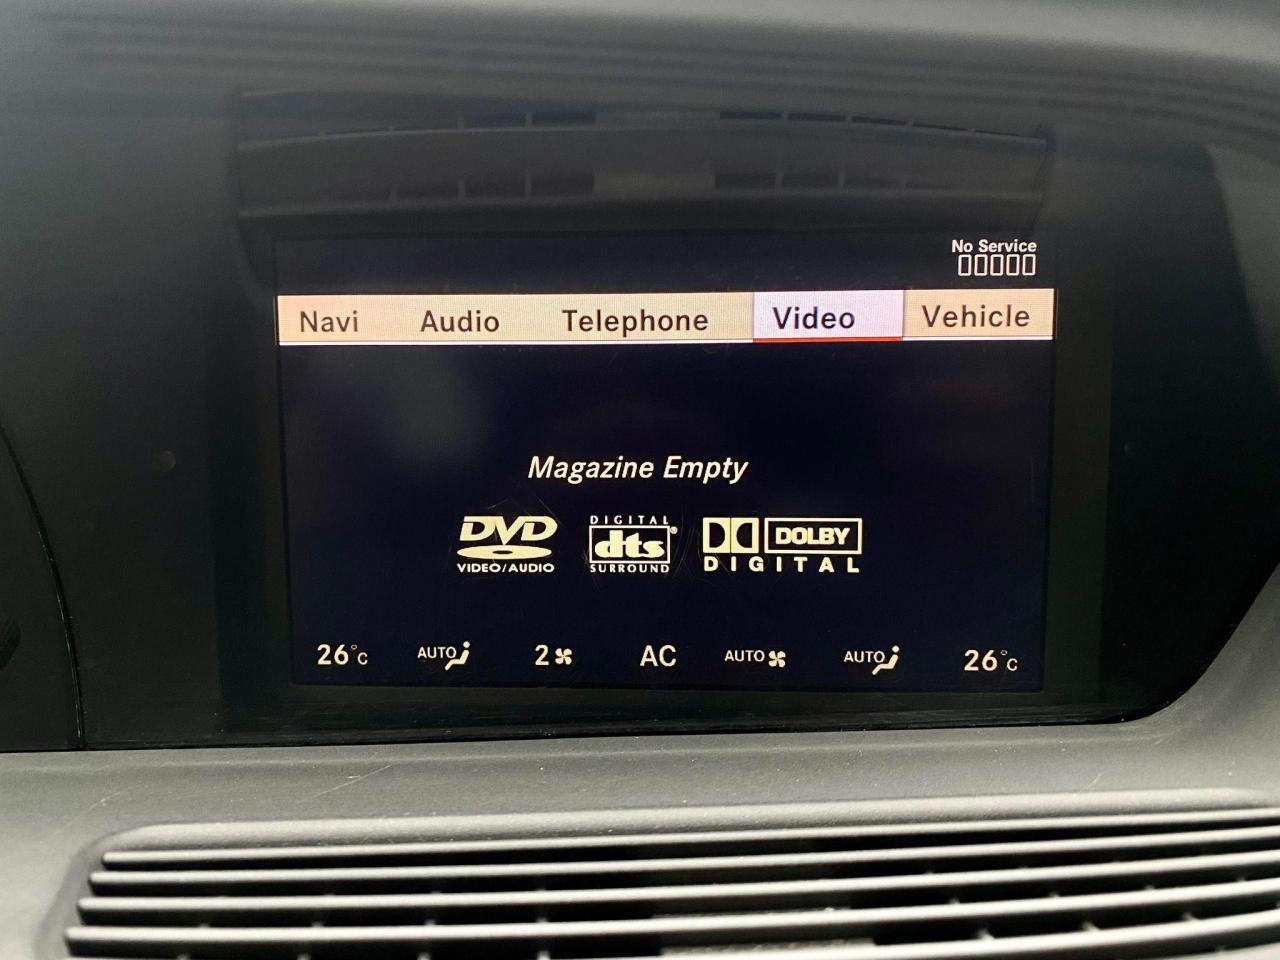 No Service
Navi Audio Telephone Video Vehicle
Magazine Empty
DVD
VIDEO/AUDIO
DIGITAL
dts®
SURROUND
DOLBY
DIGITAL
26°C AUTO 2 AC AUTO AUTO 26°C